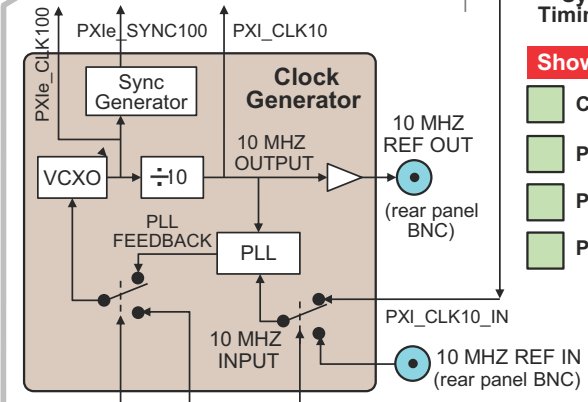 PXIe_CLK100
PXIe_SYNC100
PXI_CLK10
Timin
Show
Sync
Generator
Clock
Generator
C
P
P
P
10 MHZ
OUTPUT
10 MHZ
REF OUT
VCXO
÷10
(rear panel
BNC)
PLL
FEEDBACK
PLL
PXI_CLK10_IN
10 MHZ
INPUT
10 MHZ REF IN
(rear panel BNC)